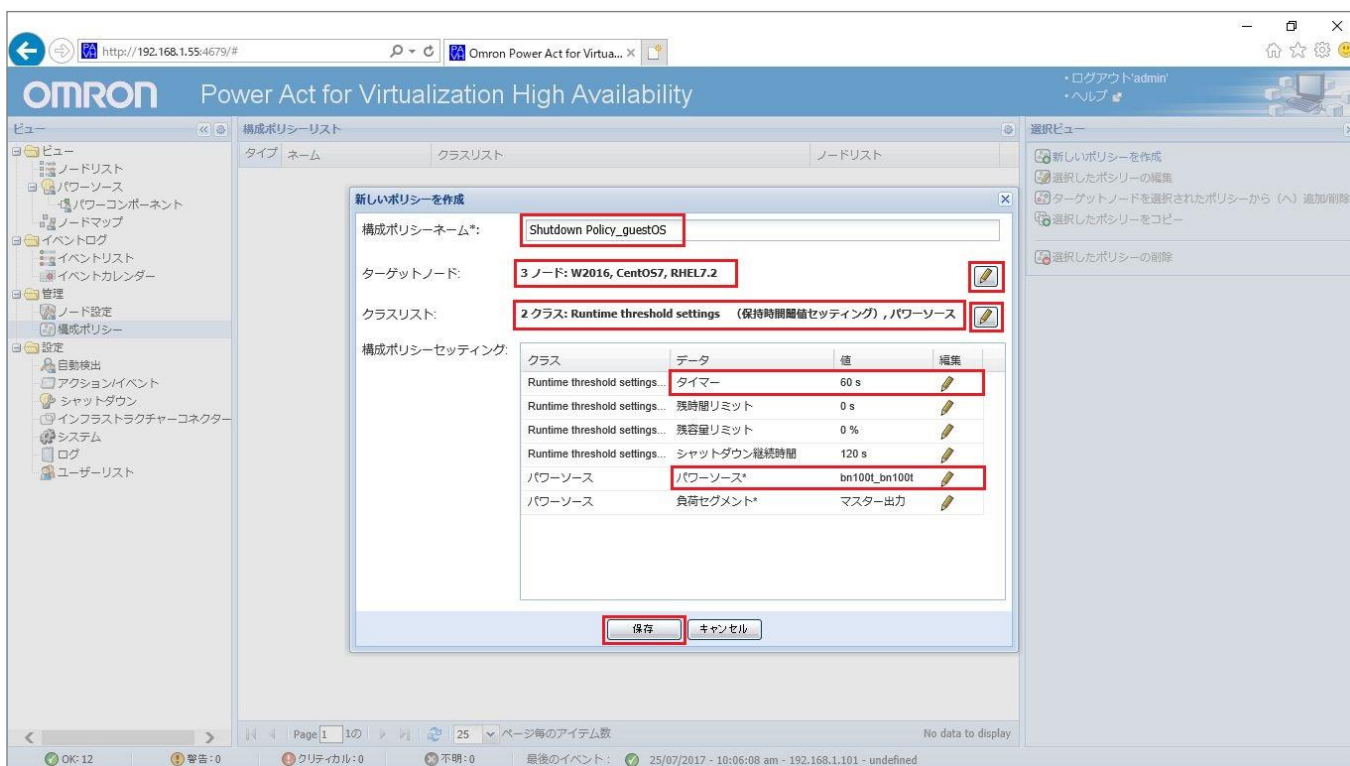 http://192.168.1.55:4679/#
Omron Power Act for Virtua...
OMRON
Power Act for Virtualization High Availability
・ログアウト'admin'
・ヘルプ
ビュー
ビュー
ノードリスト
パワーソース
パワーコンポーネント
ノードマップ
イベントログ
イベントリスト
イベントカレンダー
管理
ノード設定
構成ポリシー
設定
自動検出
アクション/イベント
シャットダウン
インフラストラクチャーコネクター
システム
ログ
ユーザーリスト
構成ポリシーリスト
タイプ ネーム クラスリスト ノードリスト
新しいポリシーを作成
構成ポリシーネーム*: Shutdown Policy_guestOS
ターゲットノード: 3 ノード: W2016, CentOS7, RHEL7.2
クラスリスト: 2 クラス: Runtime threshold settings （保持時間閾値セッティング）, パワーソース
構成ポリシーセッティング:
クラス データ 値 編集
Runtime threshold settings... タイマー 60 s
Runtime threshold settings... 残時間リミット 0 s
Runtime threshold settings... 残容量リミット 0 %
Runtime threshold settings... シャットダウン継続時間 120 s
パワーソース パワーソース* bn100t_bn100t
パワーソース 負荷セグメント* マスター出力
保存 キャンセル
選択ビュー
新しいポリシーを作成
選択したポシリーの編集
ターゲットノードを選択されたポリシーから（へ）追加/削除
選択したポシリーをコピー
選択したポリシーの削除
Page 1 1の 25 ページ毎のアイテム数 No data to display
OK: 12 警告: 0 クリティカル: 0 不明: 0 最後のイベント： 25/07/2017 - 10:06:08 am - 192.168.1.101 - undefined